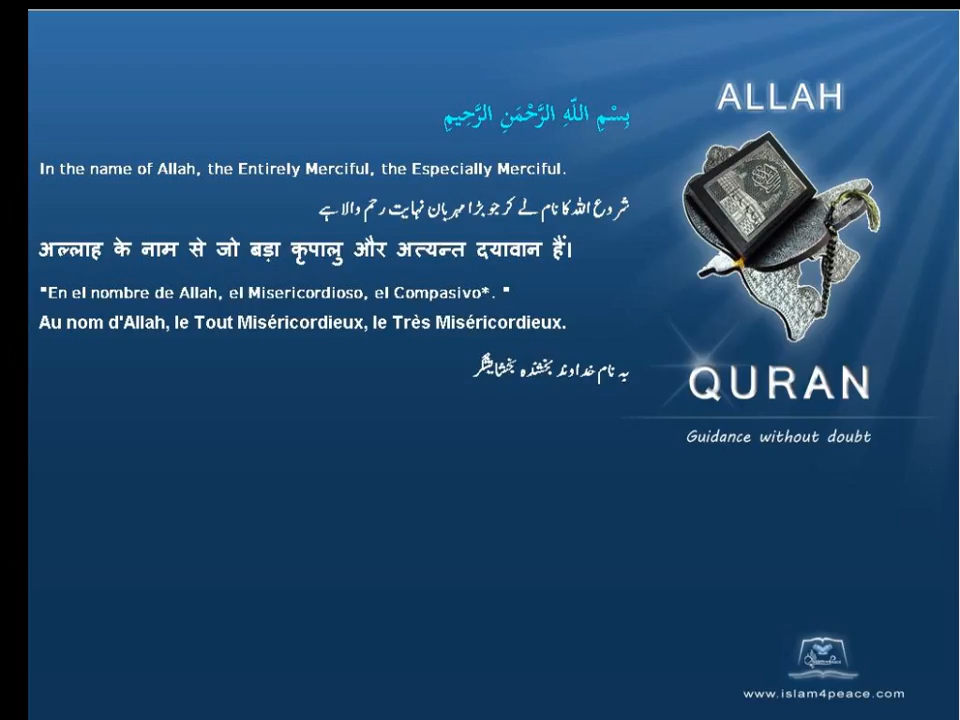 بِسْمِ اللَّهِ الرَّحْمَنِ الرَّحِيمِ
In the name of Allah, the Entirely Merciful, the Especially Merciful.
شروع الله کا نام لے کر جو بڑا مہربان نہایت رحم والا ہے
अल्लाह के नाम से जो बड़ा कृपालु और अत्यन्त दयावान हैं।
"En el nombre de Allah, el Misericordioso, el Compasivo*. "
Au nom d'Allah, le Tout Miséricordieux, le Très Miséricordieux.
به نام خداوند بخشنده بخشایشگر
ALLAH
QURAN
Guidance without doubt
www.islam4peace.com